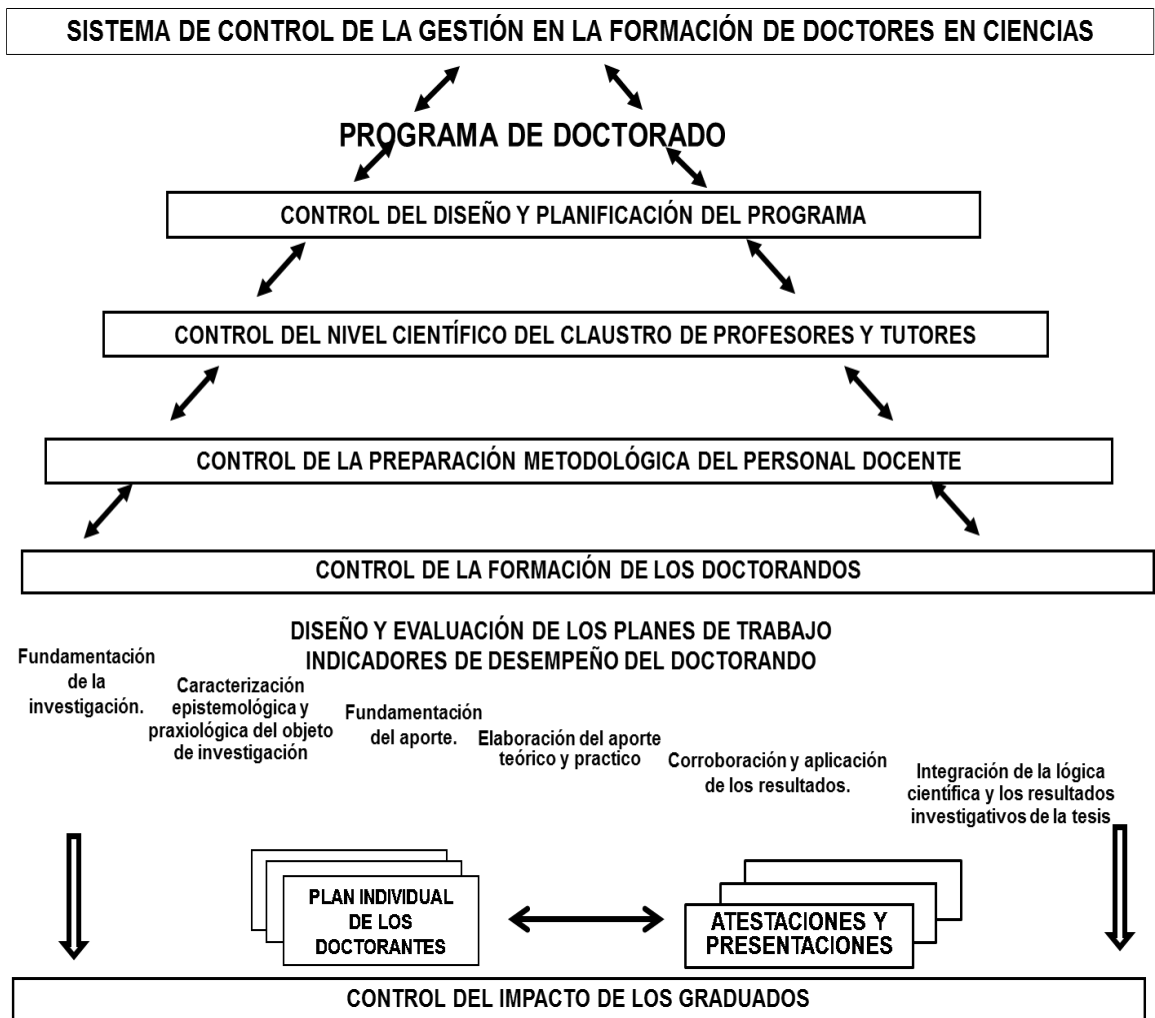 SISTEMA DE CONTROL DE LA GESTIÓN EN LA FORMACIÓN DE DOCTORES EN CIENCIAS
PROGRAMA DE DOCTORADO
CONTROL DEL DISEÑO Y PLANIFICACIÓN DEL PROGRAMA
CONTROL DEL NIVEL CIENTÍFICO DEL CLAUSTRO DE PROFESORES Y TUTORES
CONTROL DE LA PREPARACIÓN METODOLÓGICA DEL PERSONAL DOCENTE
CONTROL DE LA FORMACIÓN DE LOS DOCTORANDOS
DISEÑO Y EVALUACIÓN DE LOS PLANES DE TRABAJO
INDICADORES DE DESEMPEÑO DEL DOCTORANDO
Fundamentación
de la
investigación.
Caracterización
epistemológica y
praxiológica del objeto
de investigación
Fundamentación
del aporte.
Elaboración del aporte
teórico y practico
Corroboración y aplicación
de los resultados.
Integración de la lógica
científica y los resultados
investigativos de la tesis
PLAN INDIVIDUAL
DE LOS
DOCTORANTES
ATESTACIONES Y
PRESENTACIONES
CONTROL DEL IMPACTO DE LOS GRADUADOS